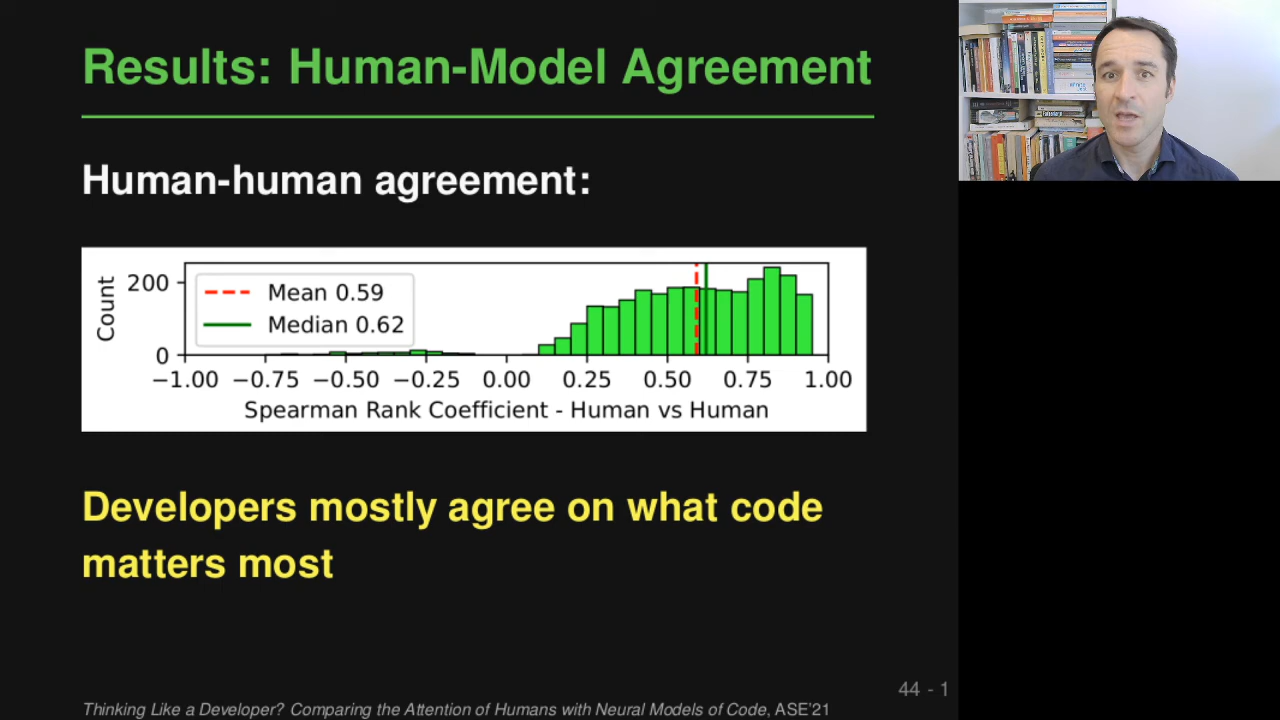 Results: Human-Model Agreement
Human-human agreement:
Count
200
0
Mean 0.59
Median 0.62
−1.00 −0.75 −0.50 −0.25 0.00 0.25 0.50 0.75 1.00
Spearman Rank Coefficient - Human vs Human
Developers mostly agree on what code
matters most
44 - 1
Thinking Like a Developer? Comparing the Attention of Humans with Neural Models of Code, ASE'21